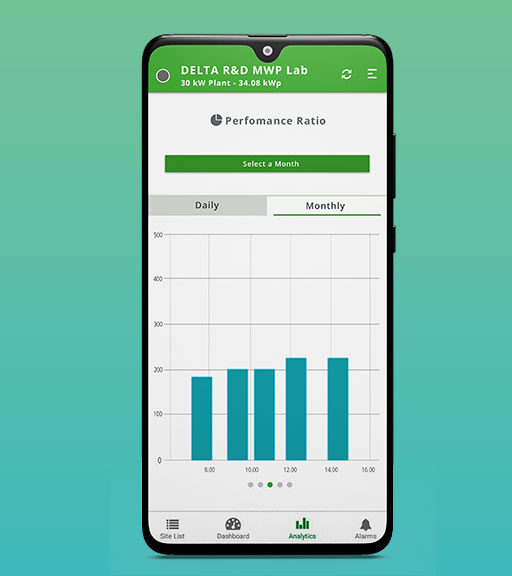 DELTA R&D MWP Lab
30 kW Plant - 34.08 kWp
Perfomance Ratio
Select a Month
Daily Monthly
500
400
300
200
100
0
8.00 10.00 12.00 14.00 16.00
Site List Dashboard Analytics Alarms